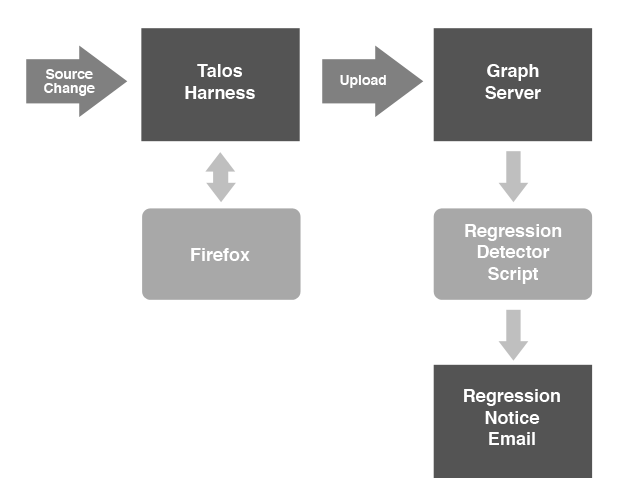 Source
Change
Talos
Harness
Upload
Graph
Server
Firefox
Regression
Detector
Script
Regression
Notice
Email